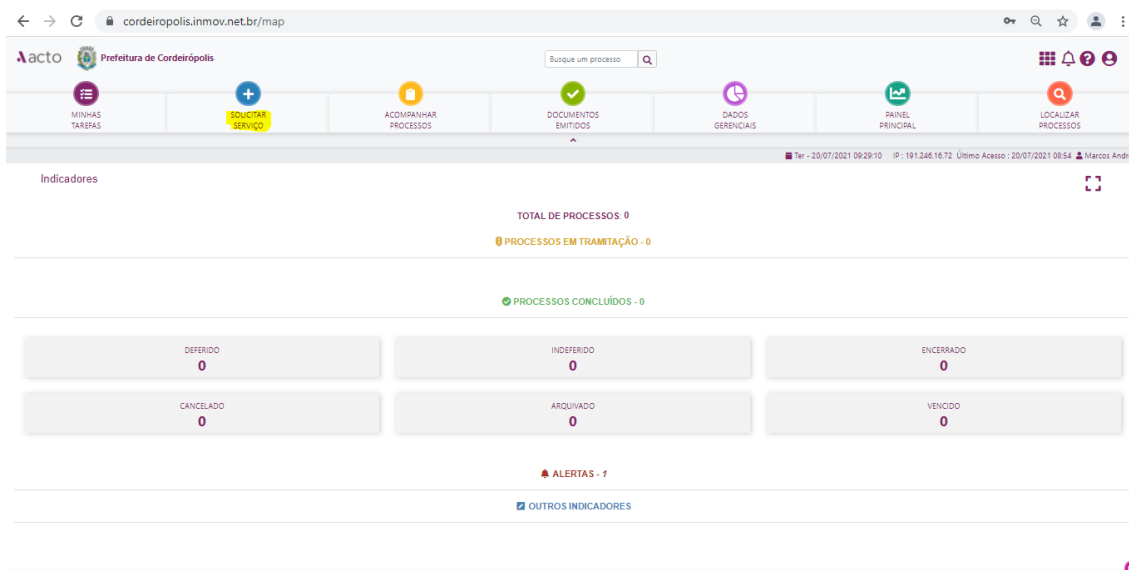 cordeiropolis.inmov.net.br/map
acto Prefeitura de Cordeirópolis Busque um processo
MINHAS TAREFAS
SOLICITAR SERVIÇO
ACOMPANHAR PROCESSOS
DOCUMENTOS EMITIDOS
DADOS GERENCIAIS
PAINEL PRINCIPAL
LOCALIZAR PROCESSOS
Ter - 20/07/2021 09:29:10 IP : 191.246.16.72 Último Acesso : 20/07/2021 08:54 Marcos Andr
Indicadores
TOTAL DE PROCESSOS: 0
PROCESSOS EM TRAMITAÇÃO - 0
PROCESSOS CONCLUÍDOS - 0
DEFERIDO
0
INDEFERIDO
0
ENCERRADO
0
CANCELADO
0
ARQUIVADO
0
VENCIDO
0
ALERTAS - 1
OUTROS INDICADORES